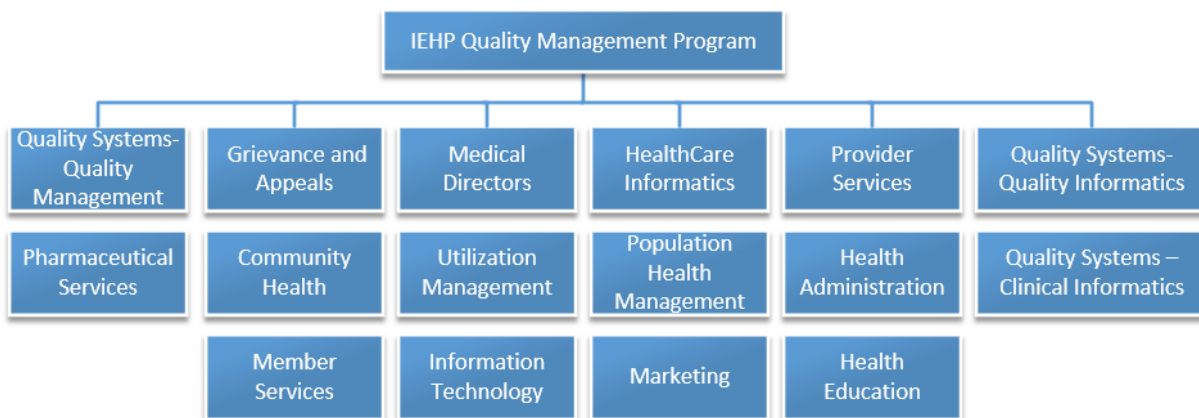 IEHP Quality Management Program
Quality Systems-
Quality
Management
Grievance and
Appeals
Medical
Directors
HealthCare
Informatics
Provider
Services
Quality Systems-
Quality Informatics
Pharmaceutical
Services
Community
Health
Utilization
Management
Population
Health
Management
Health
Administration
Quality Systems –
Clinical Informatics
Member
Services
Information
Technology
Marketing
Health
Education